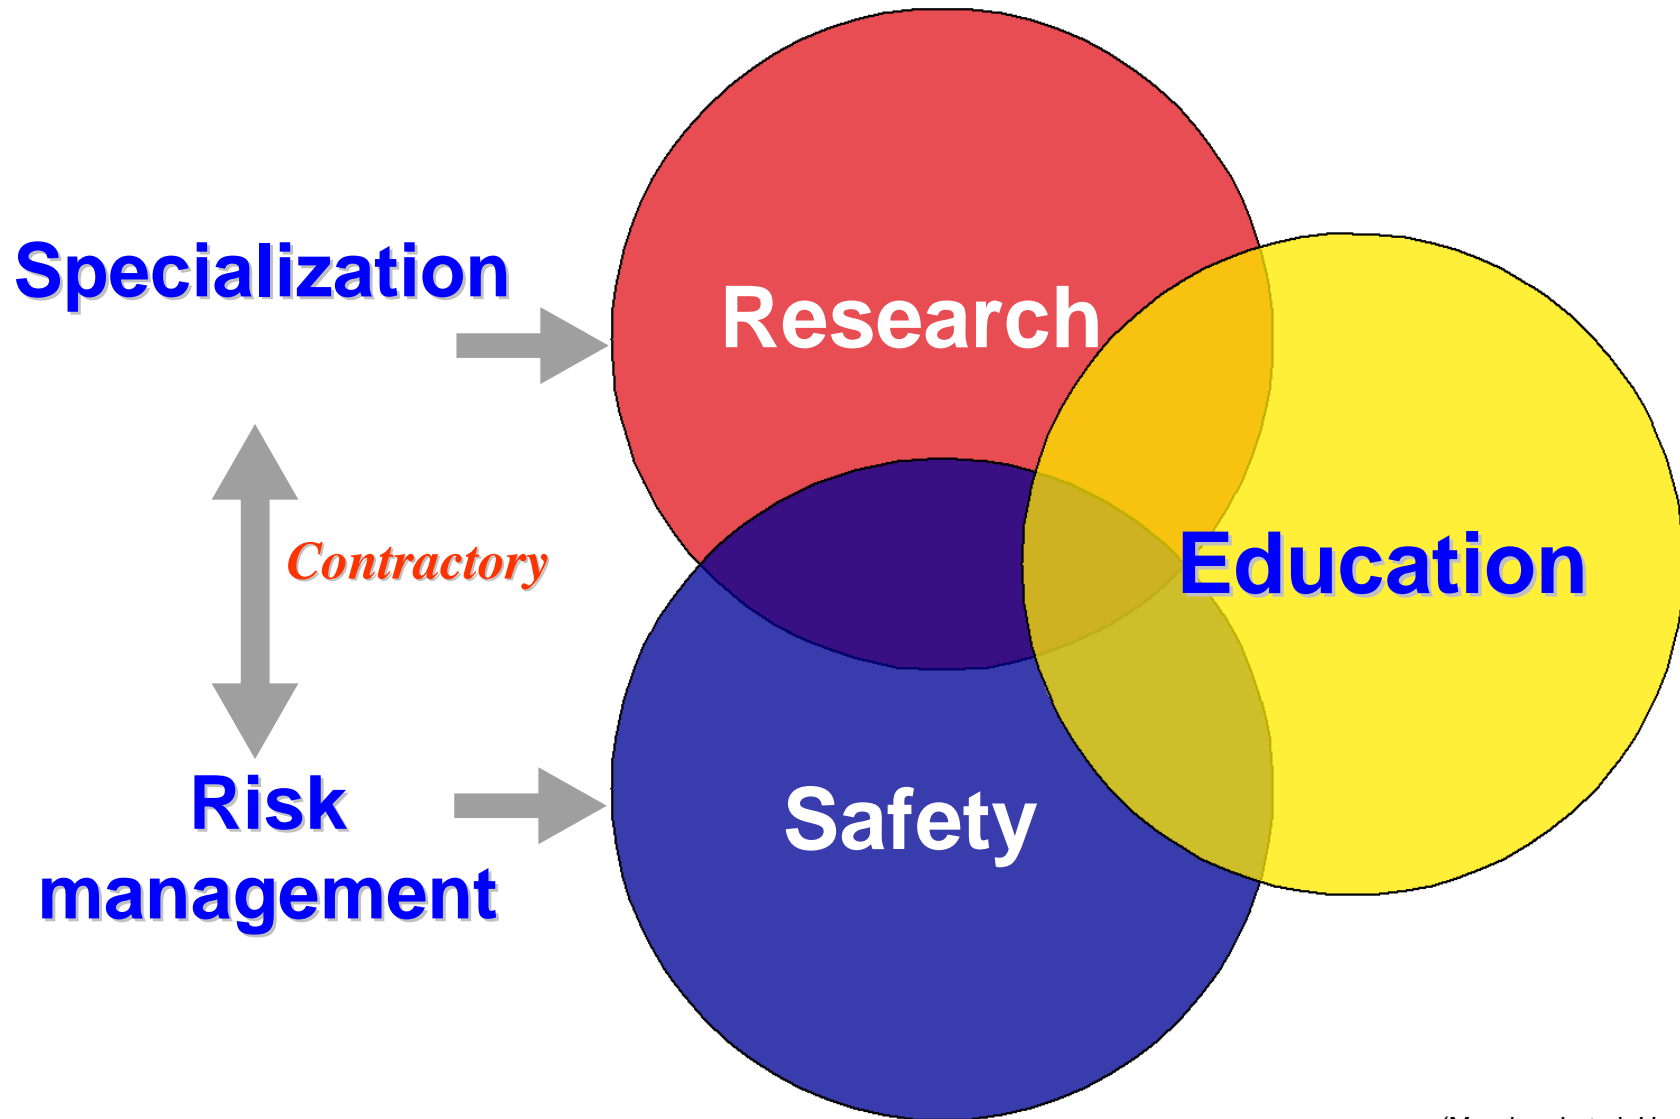 Specialization
Research
Contractory
Education
Risk
management
Safety